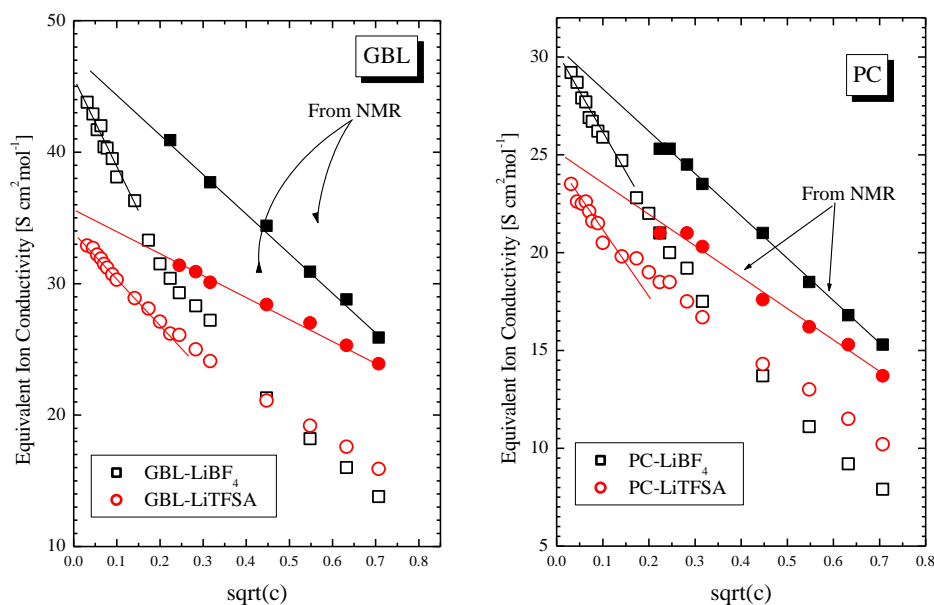 GBL
From NMR
Equivalent Ion Conductivity [S cm²mol⁻¹]
50
40
30
20
10
GBL-LiBF₄
GBL-LiTFSA
0.0 0.1 0.2 0.3 0.4 0.5 0.6 0.7 0.8
sqrt(c)
PC
From NMR
Equivalent Ion Conductivity [S cm²mol⁻¹]
30
25
20
15
10
5
PC-LiBF₄
PC-LiTFSA
0.0 0.1 0.2 0.3 0.4 0.5 0.6 0.7 0.8
sqrt(c)